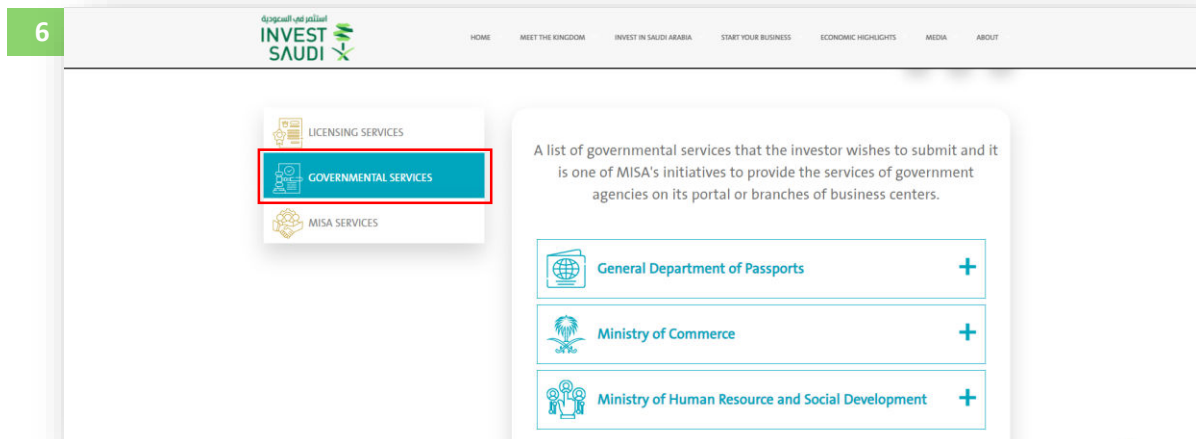 6
استثمر في السعودية
INVEST
SAUDI
HOME MEET THE KINGDOM INVEST IN SAUDI ARABIA START YOUR BUSINESS ECONOMIC HIGHLIGHTS MEDIA ABOUT
LICENSING SERVICES
GOVERNMENTAL SERVICES
MISA SERVICES
A list of governmental services that the investor wishes to submit and it
is one of MISA's initiatives to provide the services of government
agencies on its portal or branches of business centers.
General Department of Passports +
Ministry of Commerce +
Ministry of Human Resource and Social Development +